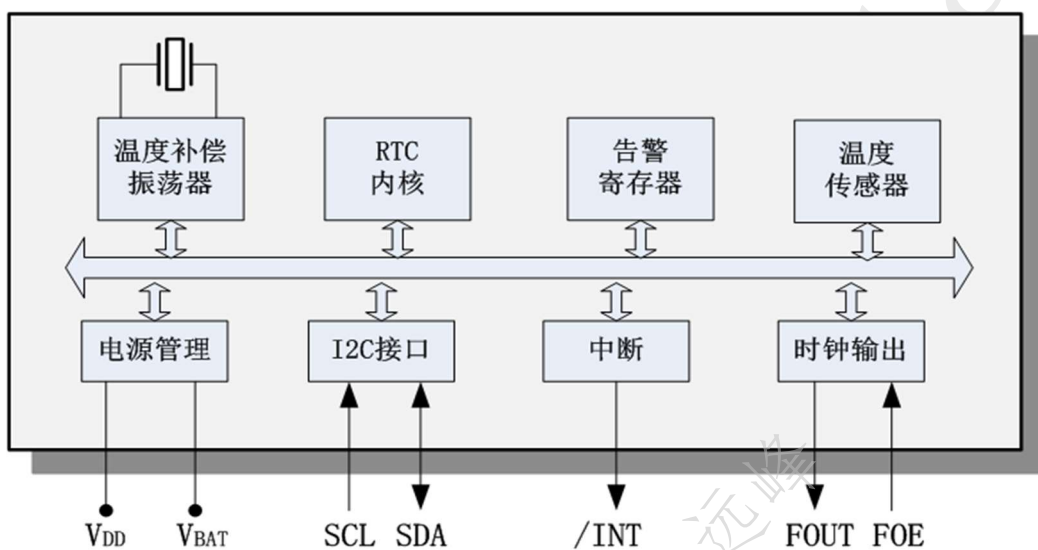 温度补偿
振荡器
RTC
内核
告警
寄存器
温度
传感器
电源管理
I2C接口
中断
时钟输出
VDD
VBAT
SCL
SDA
/INT
FOUT
FOE
远峰